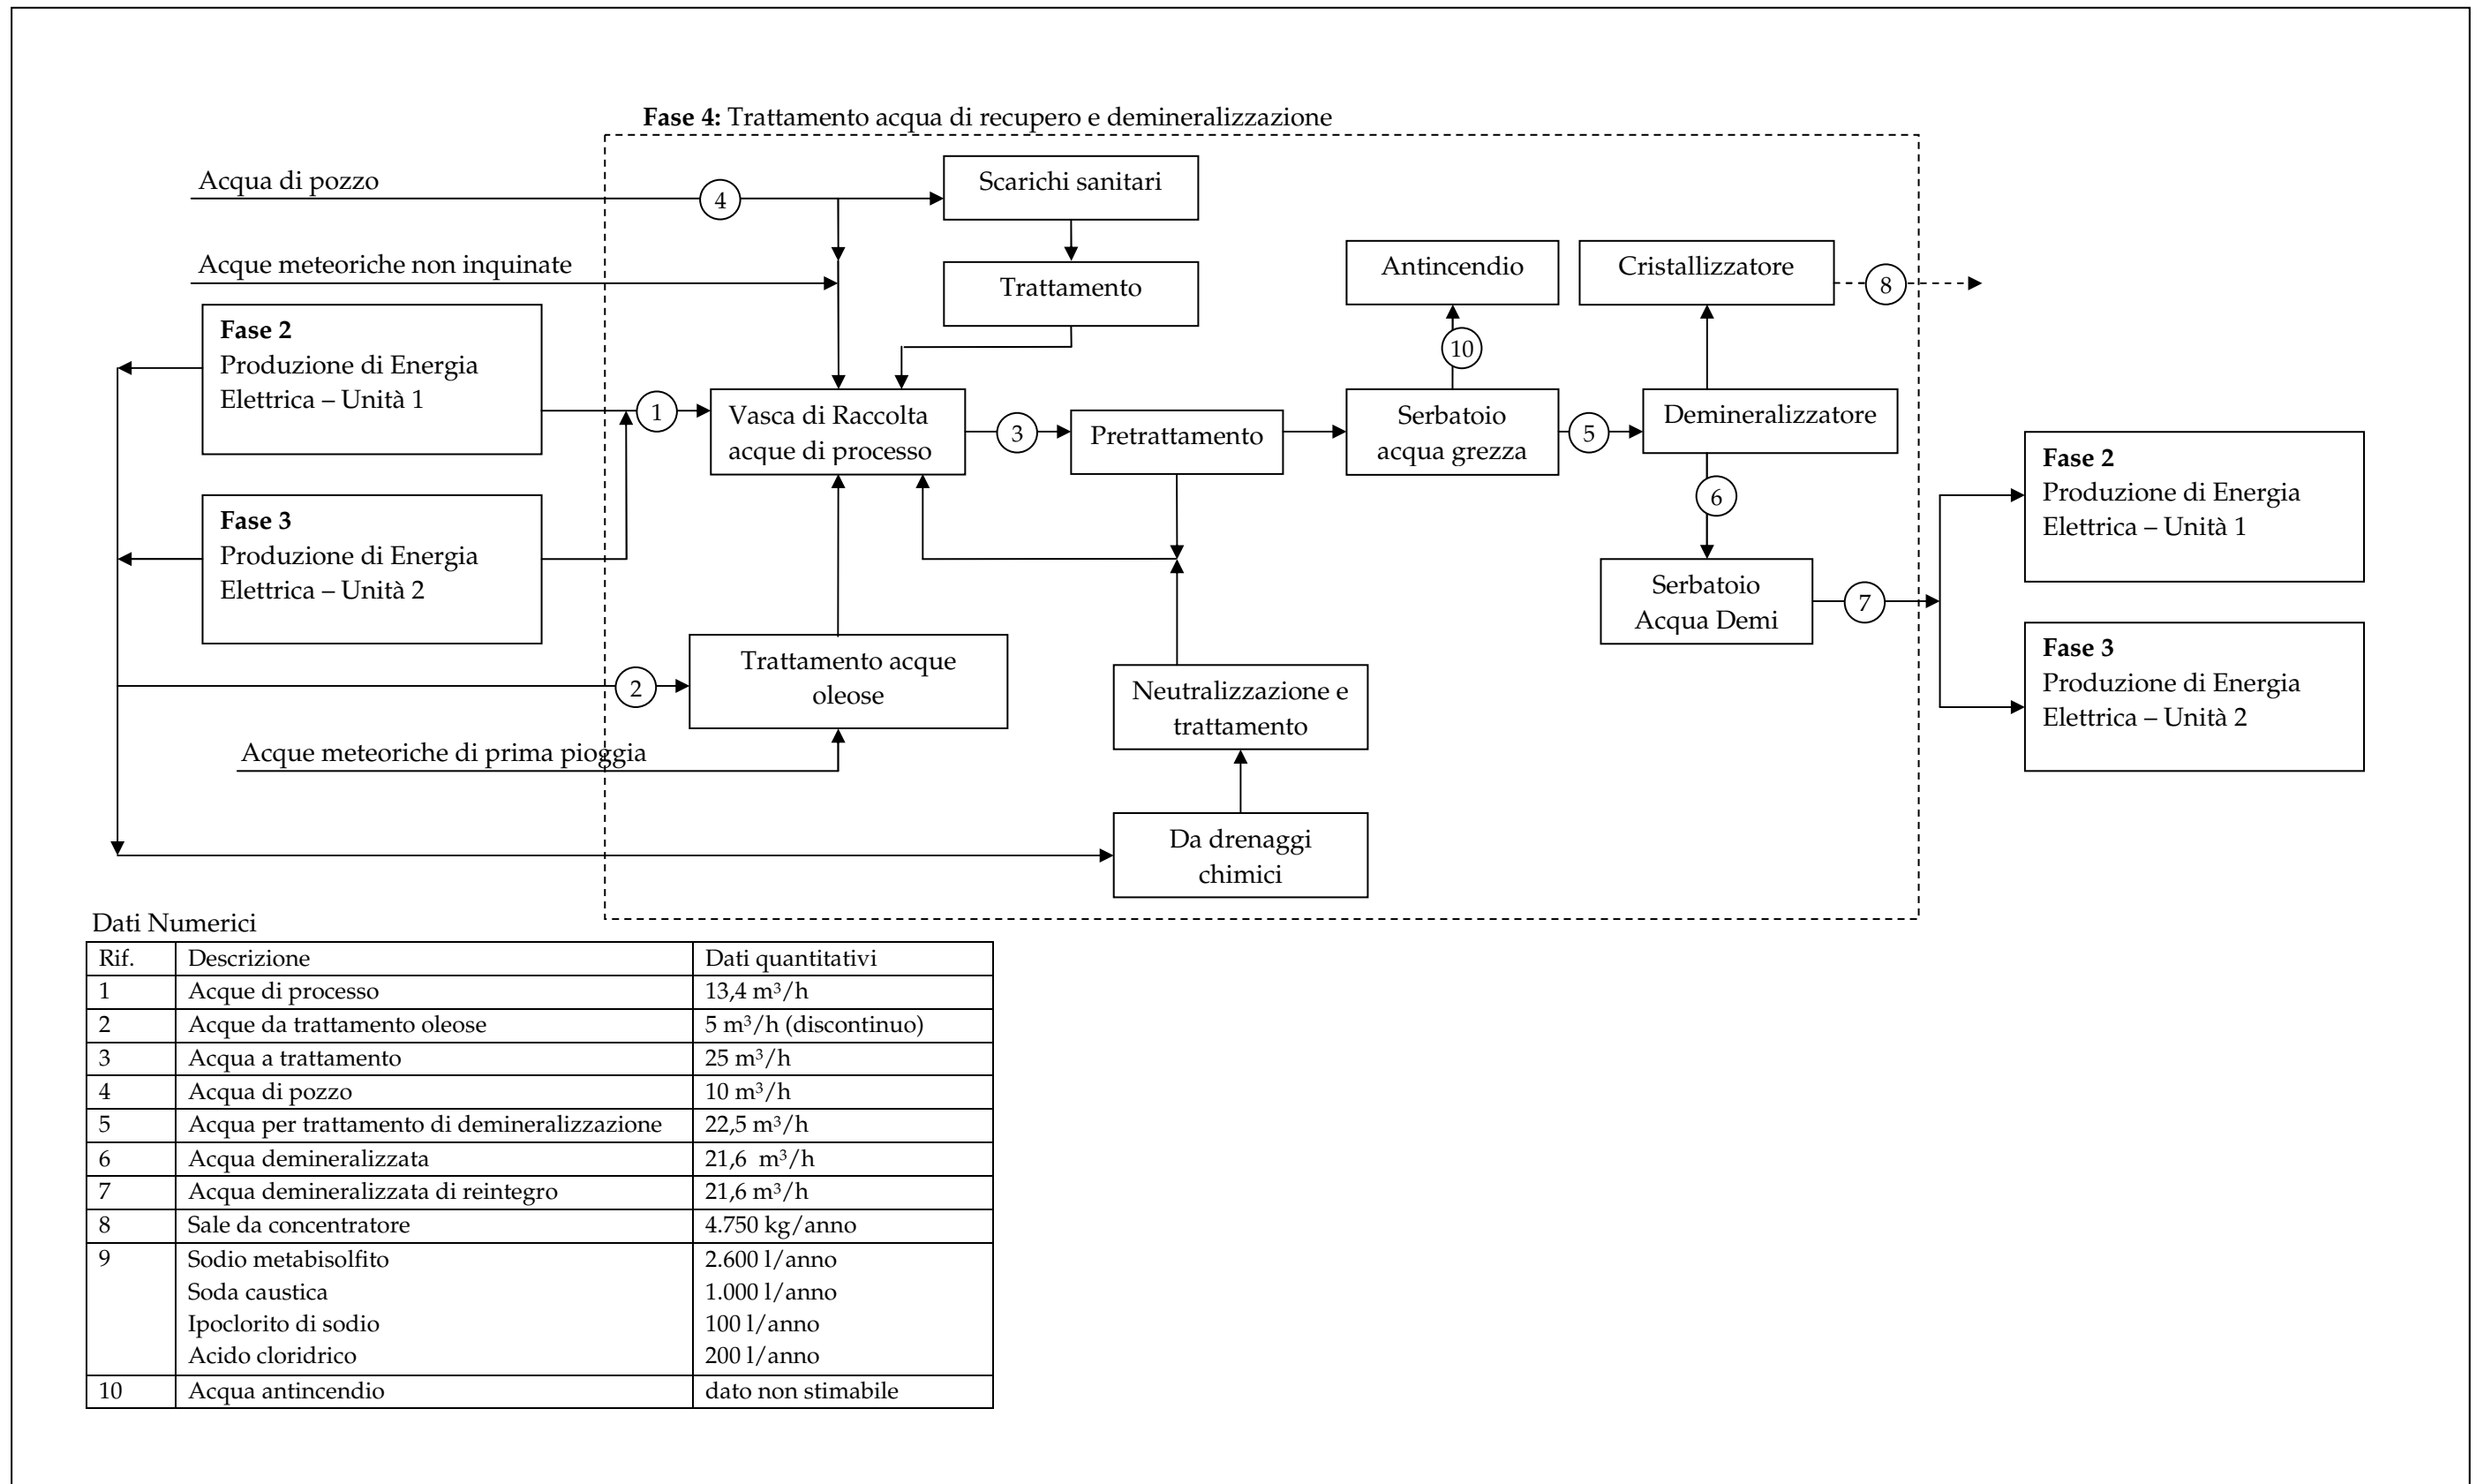 Fase 4: Trattamento acqua di recupero e demineralizzazione
Acqua di pozzo
4
Scarichi sanitari
Acque meteoriche non inquinate
Trattamento
Antincendio
Cristallizzatore
8
10
Fase 2
Produzione di Energia
Elettrica – Unità 1
1
Vasca di Raccolta
acque di processo
3
Pretrattamento
Serbatoio
acqua grezza
5
Demineralizzatore
6
Fase 3
Produzione di Energia
Elettrica – Unità 2
Serbatoio
Acqua Demi
7
Fase 2
Produzione di Energia
Elettrica – Unità 1
Fase 3
Produzione di Energia
Elettrica – Unità 2
2
Trattamento acque
oleose
Neutralizzazione e
trattamento
Acque meteoriche di prima pioggia
Da drenaggi
chimici
Dati Numerici
Rif. Descrizione Dati quantitativi
1 Acque di processo 13,4 m³/h
2 Acque da trattamento oleose 5 m³/h (discontinuo)
3 Acqua a trattamento 25 m³/h
4 Acqua di pozzo 10 m³/h
5 Acqua per trattamento di demineralizzazione 22,5 m³/h
6 Acqua demineralizzata 21,6 m³/h
7 Acqua demineralizzata di reintegro 21,6 m³/h
8 Sale da concentratore 4.750 kg/anno
9 Sodio metabisolfito 2.600 l/anno
Soda caustica 1.000 l/anno
Ipoclorito di sodio 100 l/anno
Acido cloridrico 200 l/anno
10 Acqua antincendio dato non stimabile